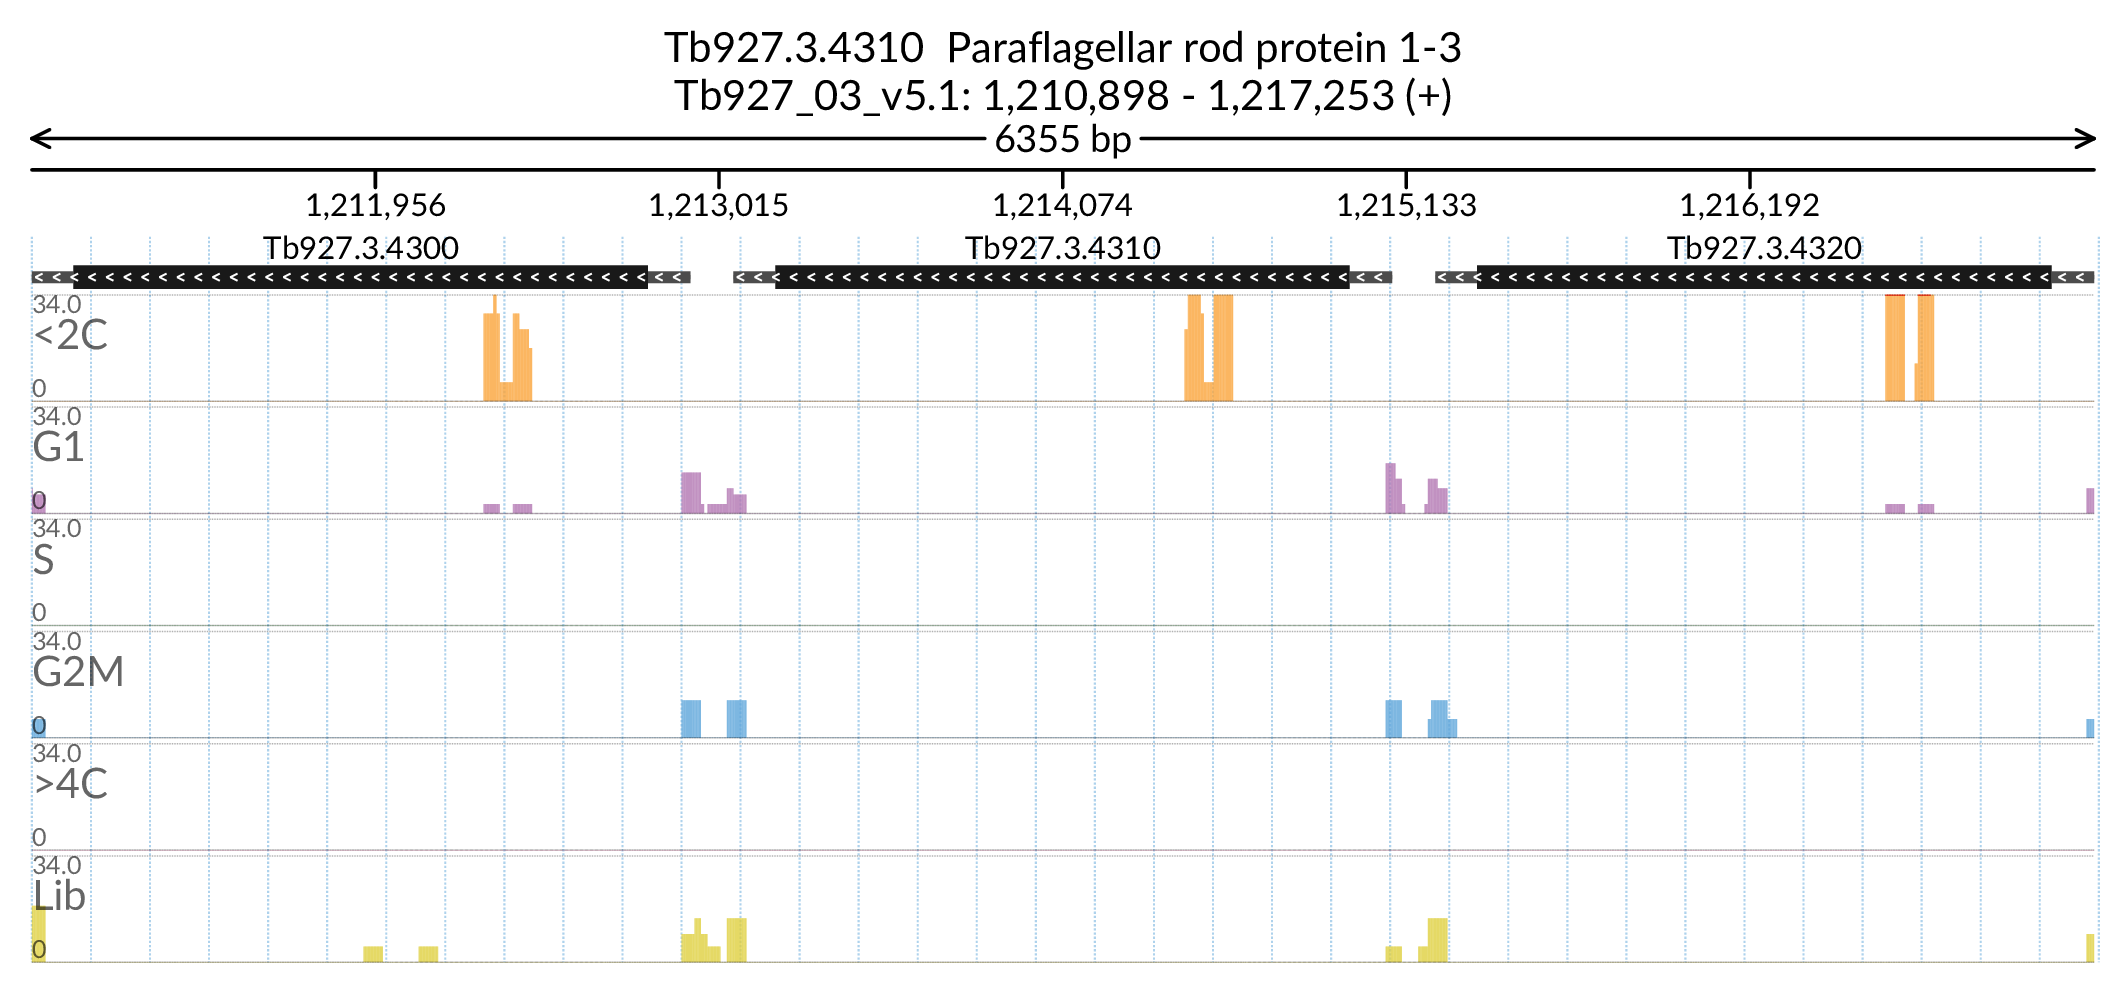 Tb927.3.4310  Paraflagellar rod protein 1-3
Tb927_03_v5.1: 1,210,898 - 1,217,253 (+)
6355 bp
1,211,956 1,213,015 1,214,074 1,215,133 1,216,192
Tb927.3.4300 Tb927.3.4310 Tb927.3.4320
34.0
<2C
0
34.0
G1
0
34.0
S
0
34.0
G2M
0
34.0
>4C
0
34.0
Lib
0